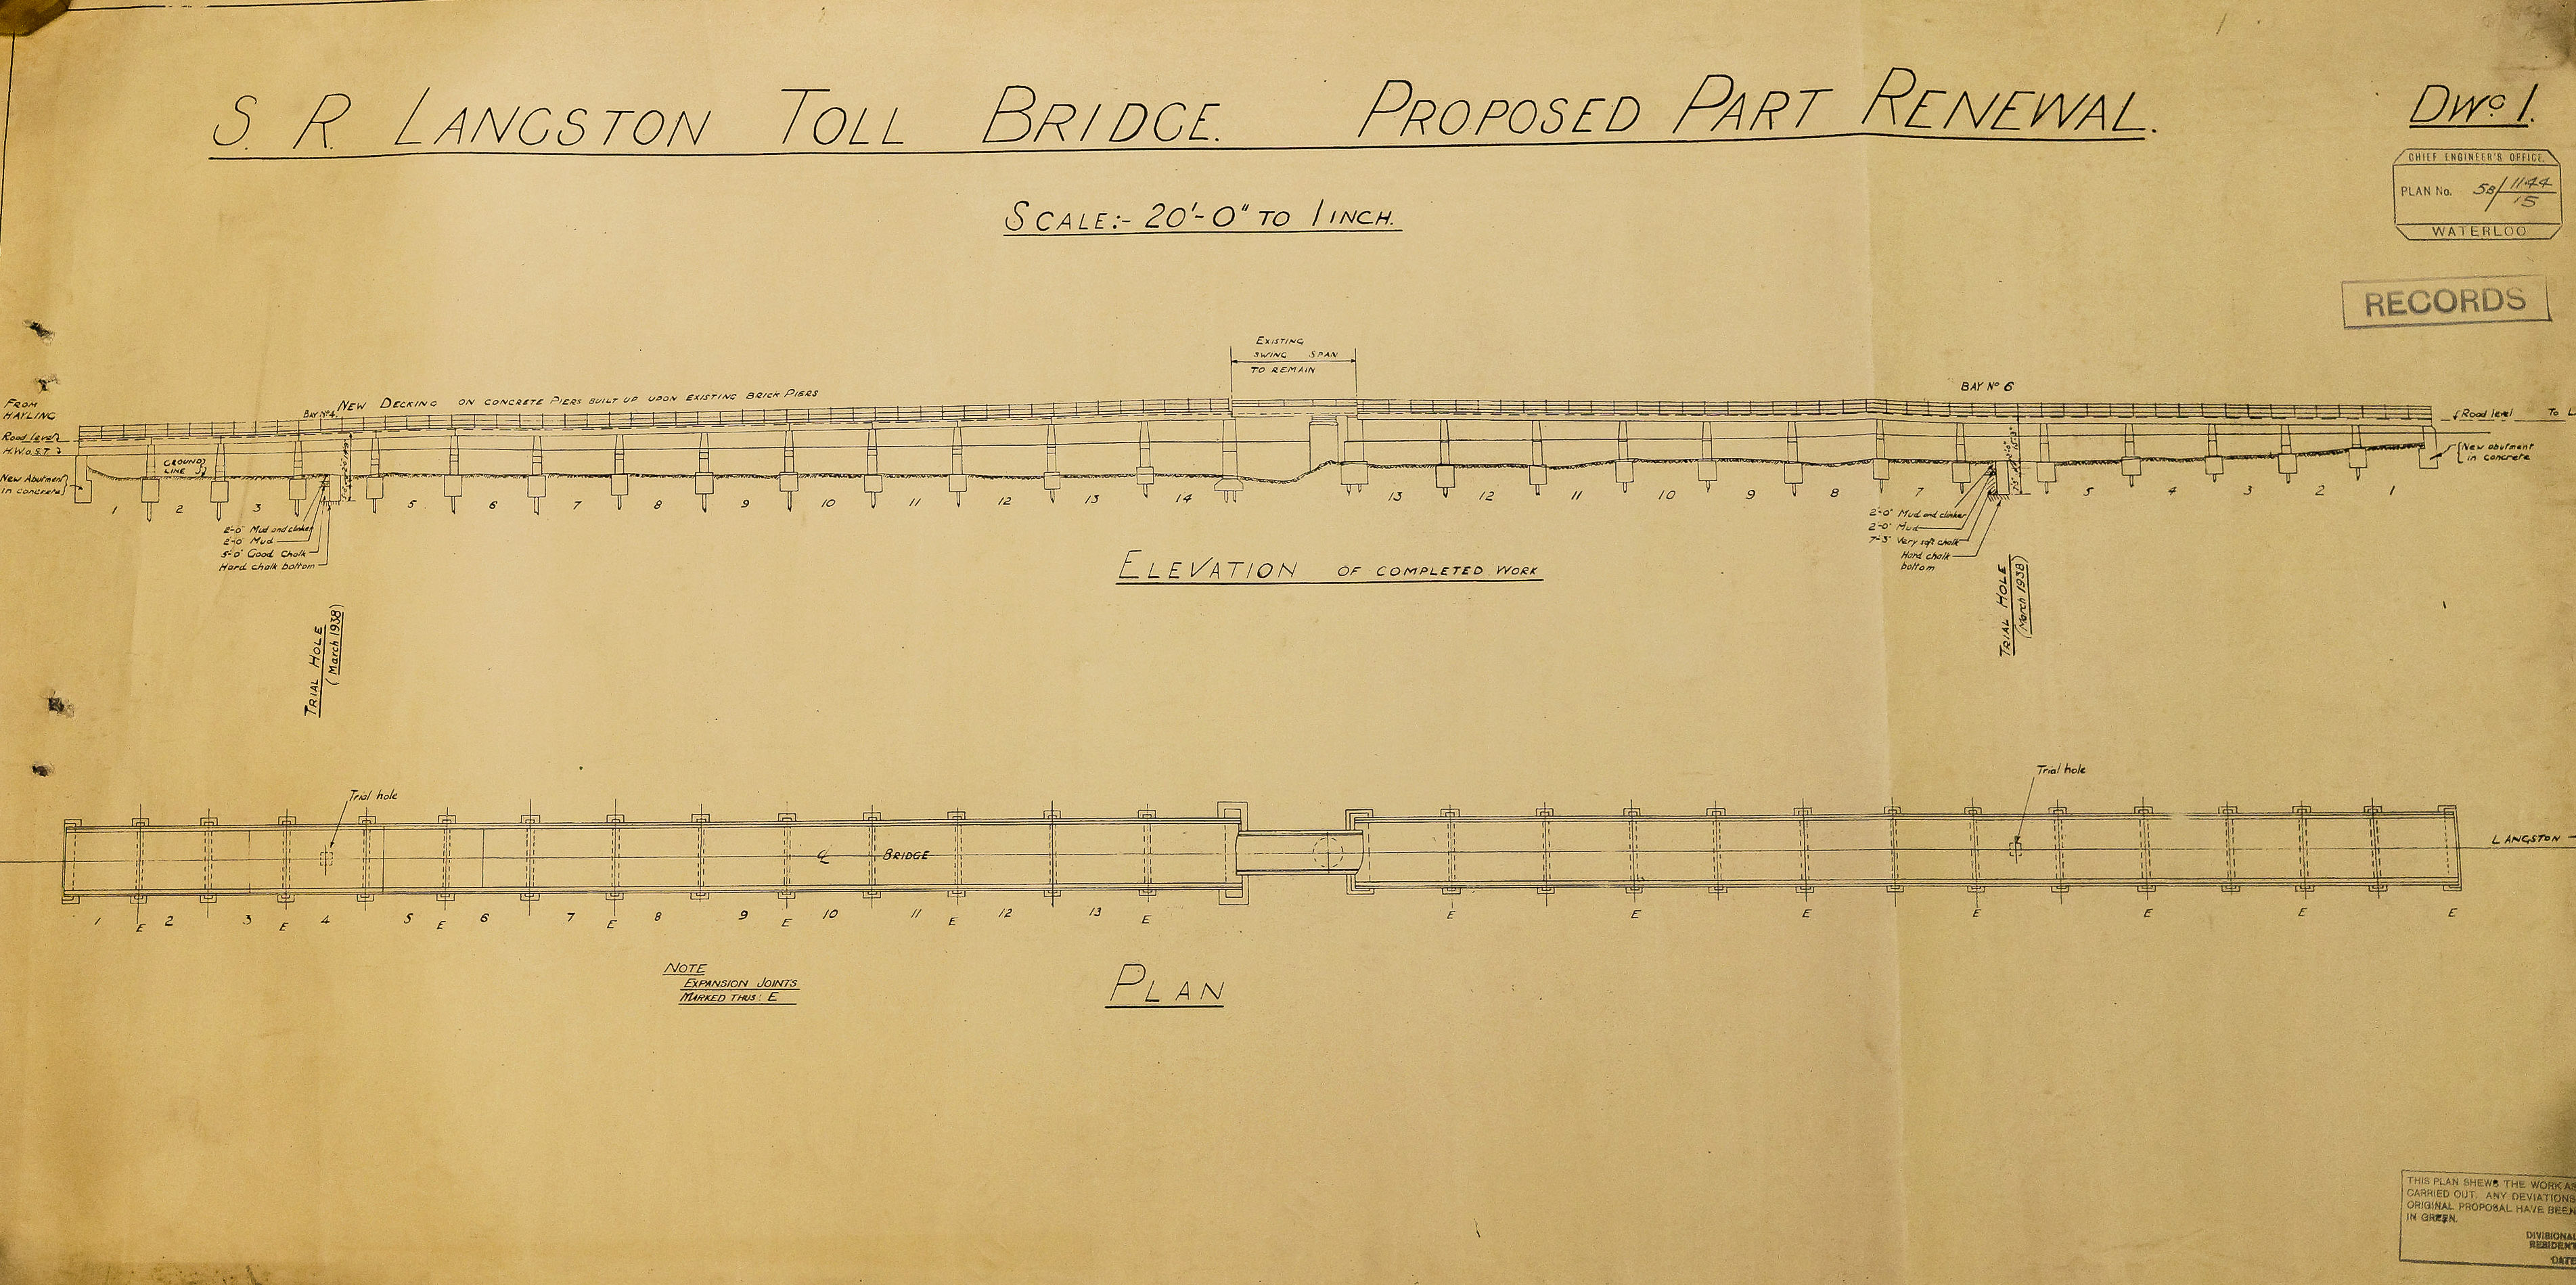 S. R. LANGSTON TOLL BRIDGE. PROPOSED PART RENEWAL.
DWG 1.
CHIEF ENGINEER'S OFFICE.
PLAN No. 58/1144/15
WATERLOO
SCALE:- 20'-0" TO 1 INCH.
RECORDS
EXISTING
SWING SPAN
TO REMAIN
BAY No 6
FROM
HAYLING
BAY No 4.
NEW DECKING ON CONCRETE PIERS BUILT UP UPON EXISTING BRICK PIERS
Road level
H.W.O.S.T.
GROUND
LINE
New Abutment
in concrete
Road level To
New abutment
in concrete
1 2 3 5 6 7 8 9 10 11 12 13 14 13 12 11 10 9 8 7 5 4 3 2 1
2'-0" Mud and clinker
2'-0" Mud
5'-0" Good Chalk
Hard chalk bottom
2'-0" Mud and clinker
2'-0" Mud
7'-3" Very soft chalk
Hard chalk
bottom
ELEVATION OF COMPLETED WORK
TRIAL HOLE
(March 1938)
TRIAL HOLE
(March 1938)
Trial hole
Trial hole
℄ BRIDGE
LANGSTON
1 E 2 3 E 4 5 E 6 7 E 8 9 E 10 11 E 12 13 E E E E E E E E
NOTE
EXPANSION JOINTS
MARKED THUS: E
PLAN
THIS PLAN SHEWS THE WORK AS
CARRIED OUT. ANY DEVIATIONS
ORIGINAL PROPOSAL HAVE BEEN
IN GREEN.
DIVISIONAL
RESIDENT
DATE